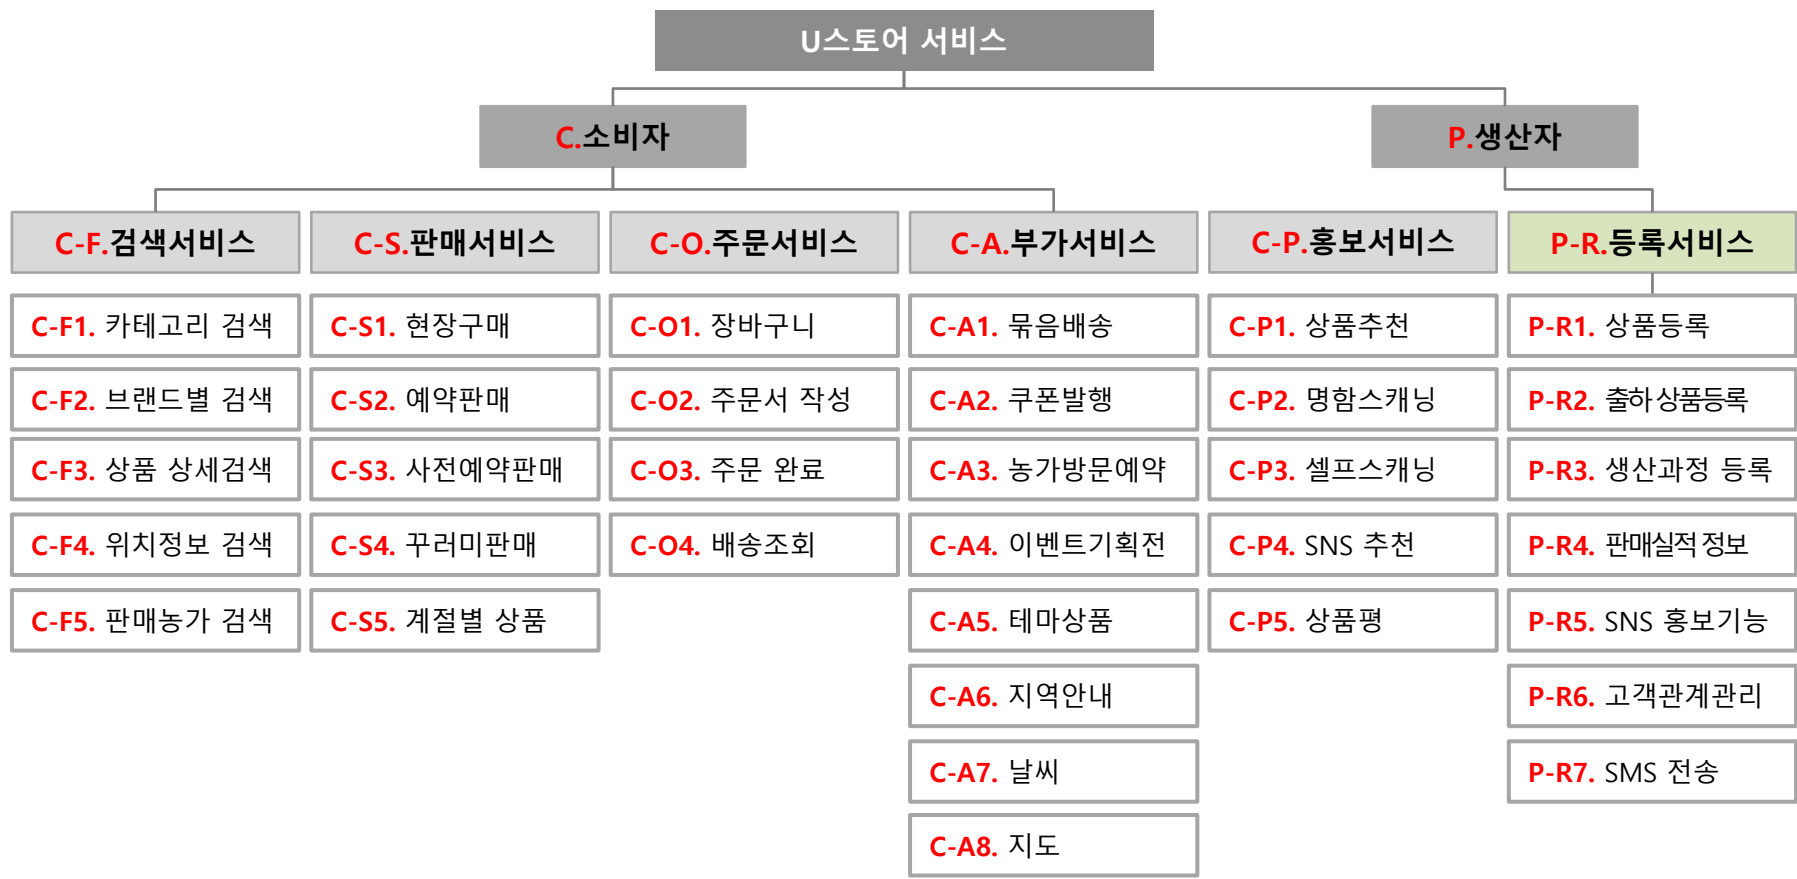 U스토어 서비스
C.소비자
P.생산자
C-F.검색서비스
C-S.판매서비스
C-O.주문서비스
C-A.부가서비스
C-P.홍보서비스
P-R.등록서비스
C-F1. 카테고리 검색
C-S1. 현장구매
C-O1. 장바구니
C-A1. 묶음배송
C-P1. 상품추천
P-R1. 상품등록
C-F2. 브랜드별 검색
C-S2. 예약판매
C-O2. 주문서 작성
C-A2. 쿠폰발행
C-P2. 명함스캐닝
P-R2. 출하상품등록
C-F3. 상품 상세검색
C-S3. 사전예약판매
C-O3. 주문 완료
C-A3. 농가방문예약
C-P3. 셀프스캐닝
P-R3. 생산과정 등록
C-F4. 위치정보 검색
C-S4. 꾸러미판매
C-O4. 배송조회
C-A4. 이벤트기획전
C-P4. SNS 추천
P-R4. 판매실적 정보
C-F5. 판매농가 검색
C-S5. 계절별 상품
C-A5. 테마상품
C-P5. 상품평
P-R5. SNS 홍보기능
C-A6. 지역안내
P-R6. 고객관계관리
C-A7. 날씨
P-R7. SMS 전송
C-A8. 지도